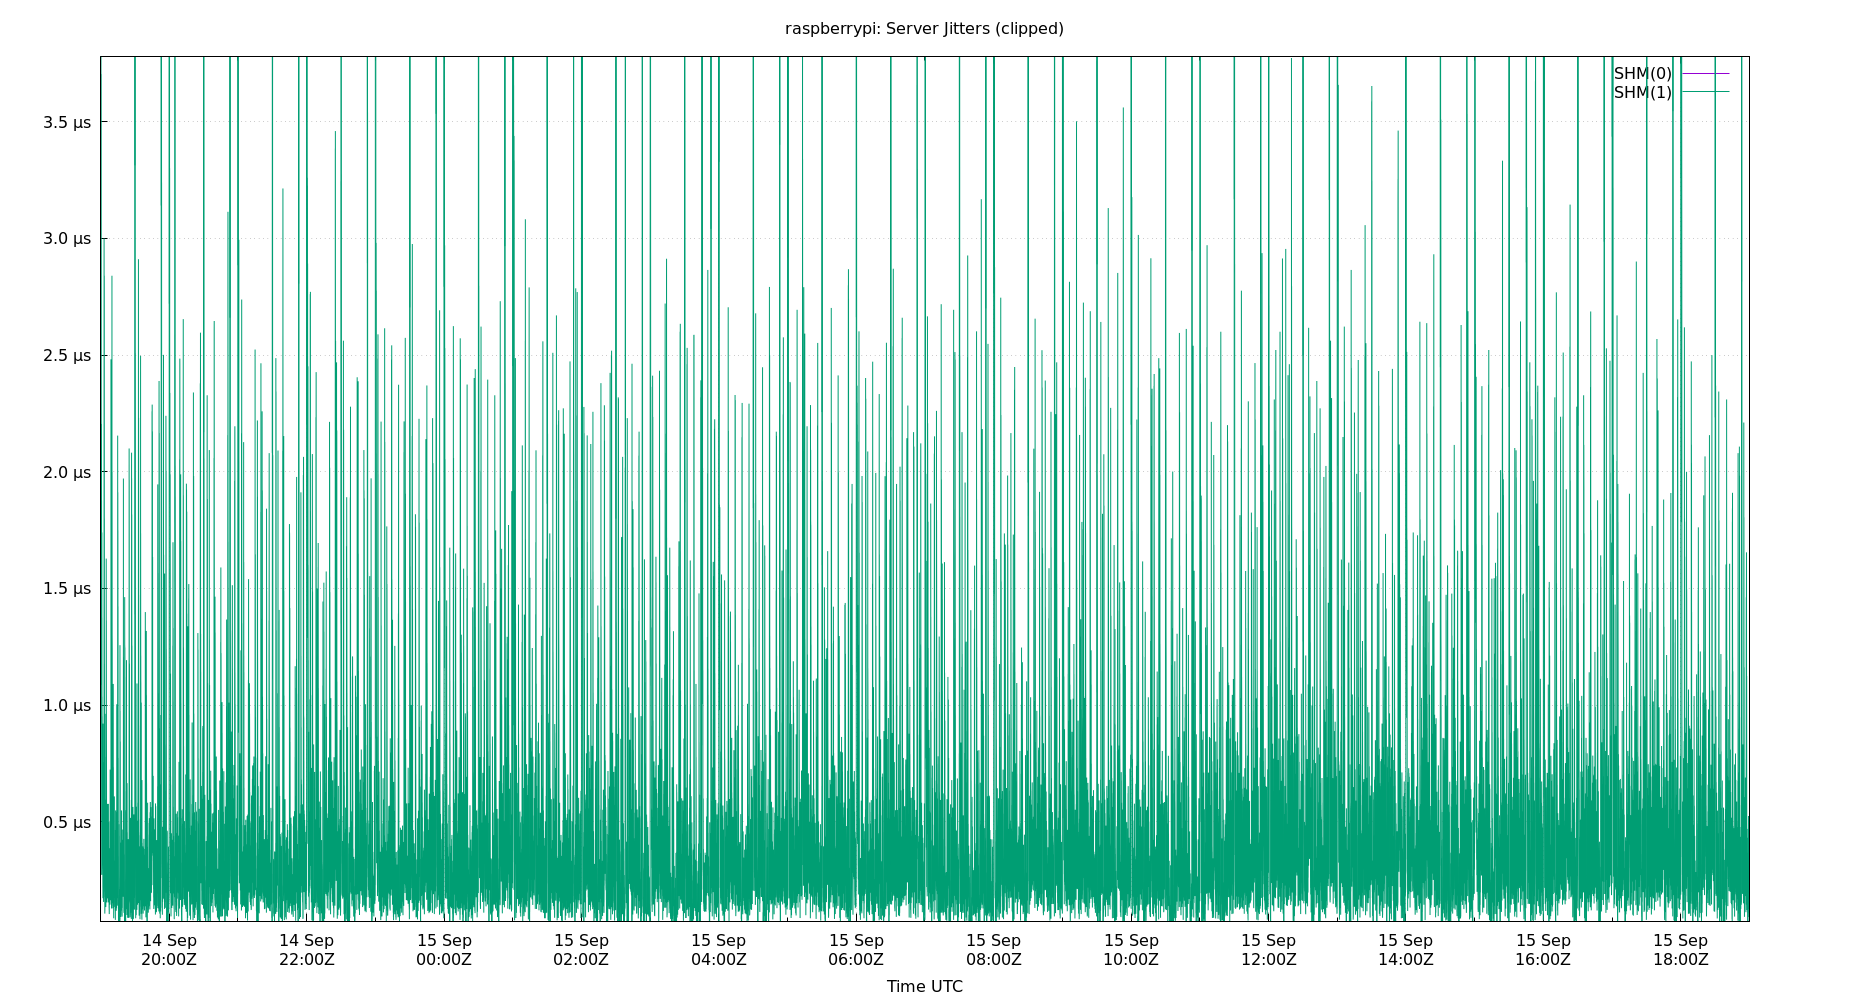 raspberrypi: Server Jitters (clipped)
SHM(0)
SHM(1)
3.5 µs
3.0 µs
2.5 µs
2.0 µs
1.5 µs
1.0 µs
0.5 µs
14 Sep 14 Sep 15 Sep 15 Sep 15 Sep 15 Sep 15 Sep 15 Sep 15 Sep 15 Sep 15 Sep 15 Sep
20:00Z 22:00Z 00:00Z 02:00Z 04:00Z 06:00Z 08:00Z 10:00Z 12:00Z 14:00Z 16:00Z 18:00Z
Time UTC